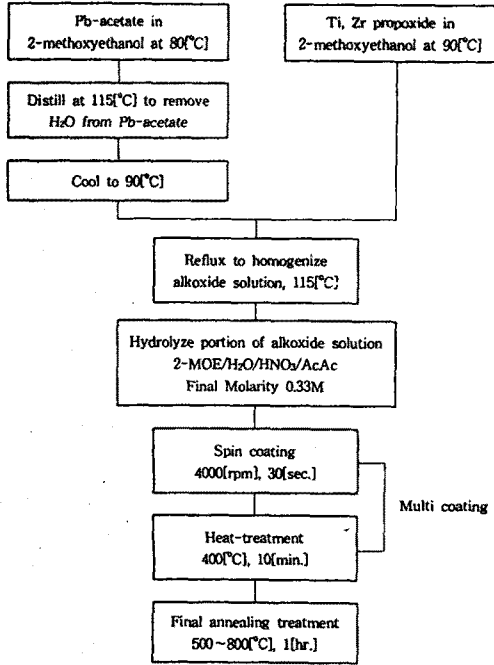 Pb-acetate in
2-methoxyethanol at 80[℃]
Ti, Zr propoxide in
2-methoxyethanol at 90[℃]
Distill at 115[℃] to remove
H₂O from Pb-acetate
Cool to 90[℃]
Reflux to homogenize
alkoxide solution, 115[℃]
Hydrolyze portion of alkoxide solution
2-MOE/H₂O/HNO₃/AcAc
Final Molarity 0.33M
Spin coating
4000[rpm], 30[sec.]
Multi coating
Heat-treatment
400[℃], 10[min.]
Final annealing treatment
500~800[℃], 1[hr.]